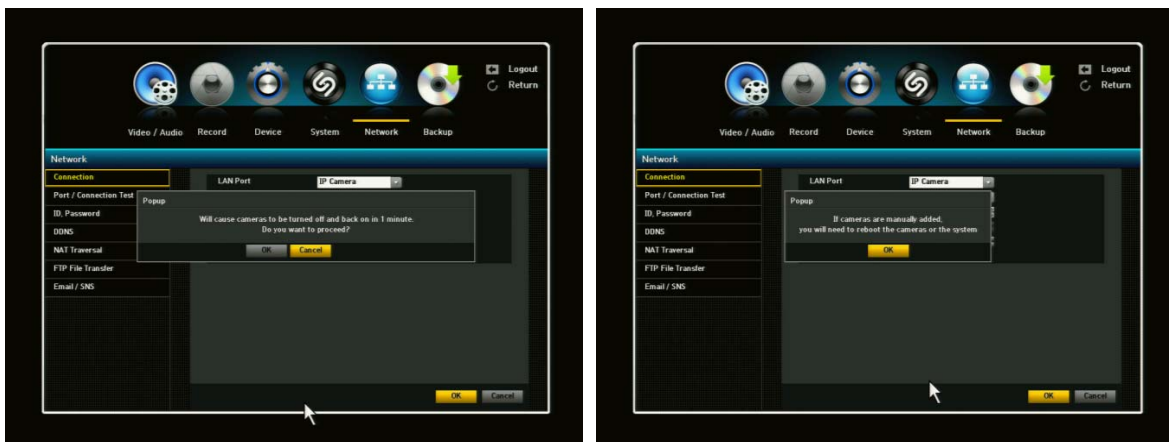 Logout
Return
Video / Audio Record Device System Network Backup
Network
Connection
Port / Connection Test
ID, Password
DDNS
NAT Traversal
FTP File Transfer
Email / SNS
LAN Port IP Camera
Popup
Will cause cameras to be turned off and back on in 1 minute.
Do you want to proceed?
OK Cancel
OK Cancel
Logout
Return
Video / Audio Record Device System Network Backup
Network
Connection
Port / Connection Test
ID, Password
DDNS
NAT Traversal
FTP File Transfer
Email / SNS
LAN Port IP Camera
Popup
If cameras are manually added,
you will need to reboot the cameras or the system
OK
OK Cancel